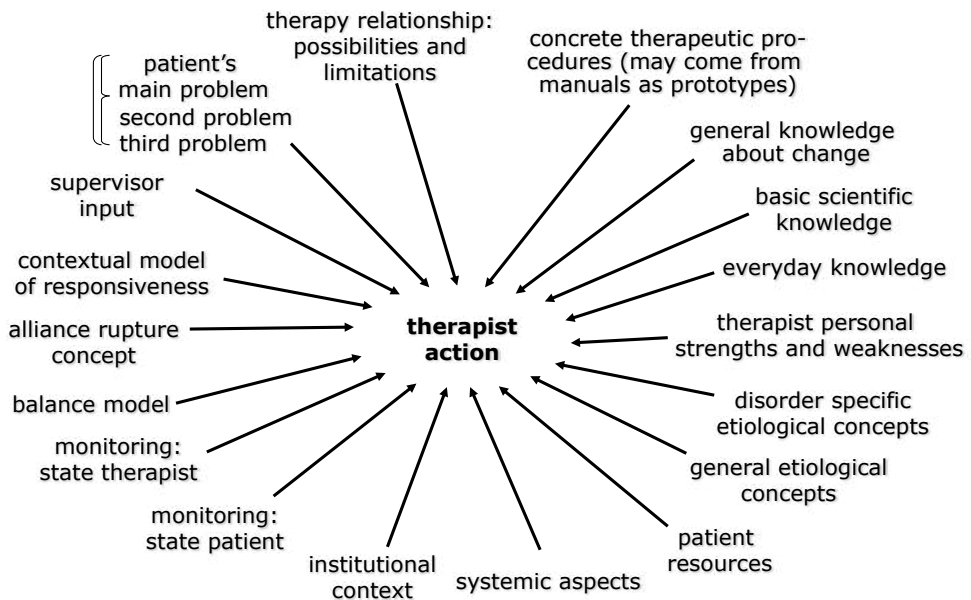 therapy relationship:
possibilities and
limitations
concrete therapeutic pro-
cedures (may come from
manuals as prototypes)
general knowledge
about change
basic scientific
knowledge
everyday knowledge
therapist personal
strengths and weaknesses
disorder specific
etiological concepts
general etiological
concepts
patient
resources
systemic aspects
institutional
context
monitoring:
state patient
monitoring:
state therapist
balance model
alliance rupture
concept
contextual model
of responsiveness
supervisor
input
patient’s
main problem
second problem
third problem
therapist
action